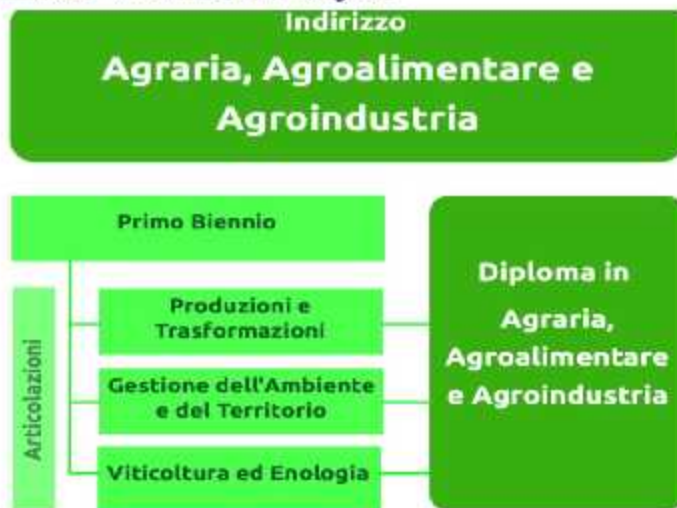 Indirizzo
Agraria, Agroalimentare e
Agroindustria
Primo Biennio
Articolazioni
Produzioni e
Trasformazioni
Gestione dell'Ambiente
e del Territorio
Viticoltura ed Enologia
Diploma in
Agraria,
Agroalimentare
e Agroindustria